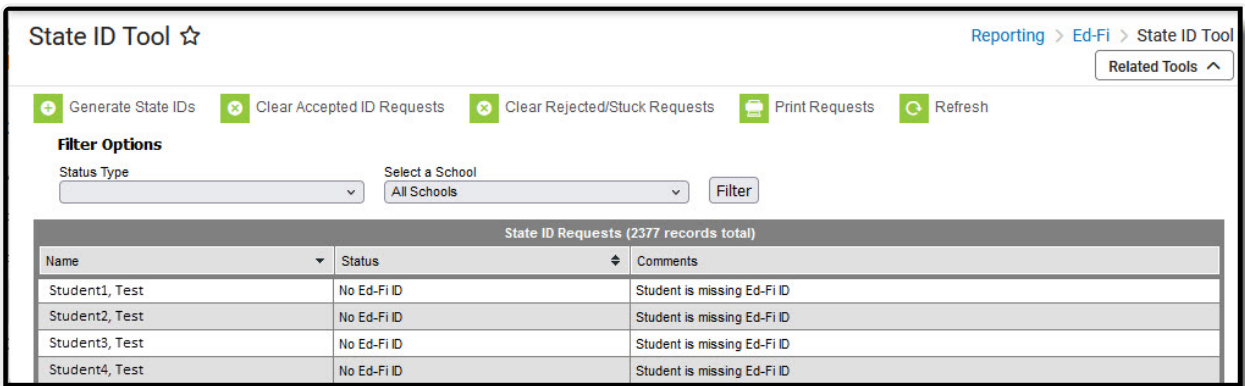 State ID Tool
Reporting > Ed-Fi > State ID Tool
Related Tools
Generate State IDs Clear Accepted ID Requests Clear Rejected/Stuck Requests Print Requests Refresh
Filter Options
Status Type Select a School
All Schools Filter
State ID Requests (2377 records total)
Name Status Comments
Student1, Test No Ed-Fi ID Student is missing Ed-Fi ID
Student2, Test No Ed-Fi ID Student is missing Ed-Fi ID
Student3, Test No Ed-Fi ID Student is missing Ed-Fi ID
Student4, Test No Ed-Fi ID Student is missing Ed-Fi ID